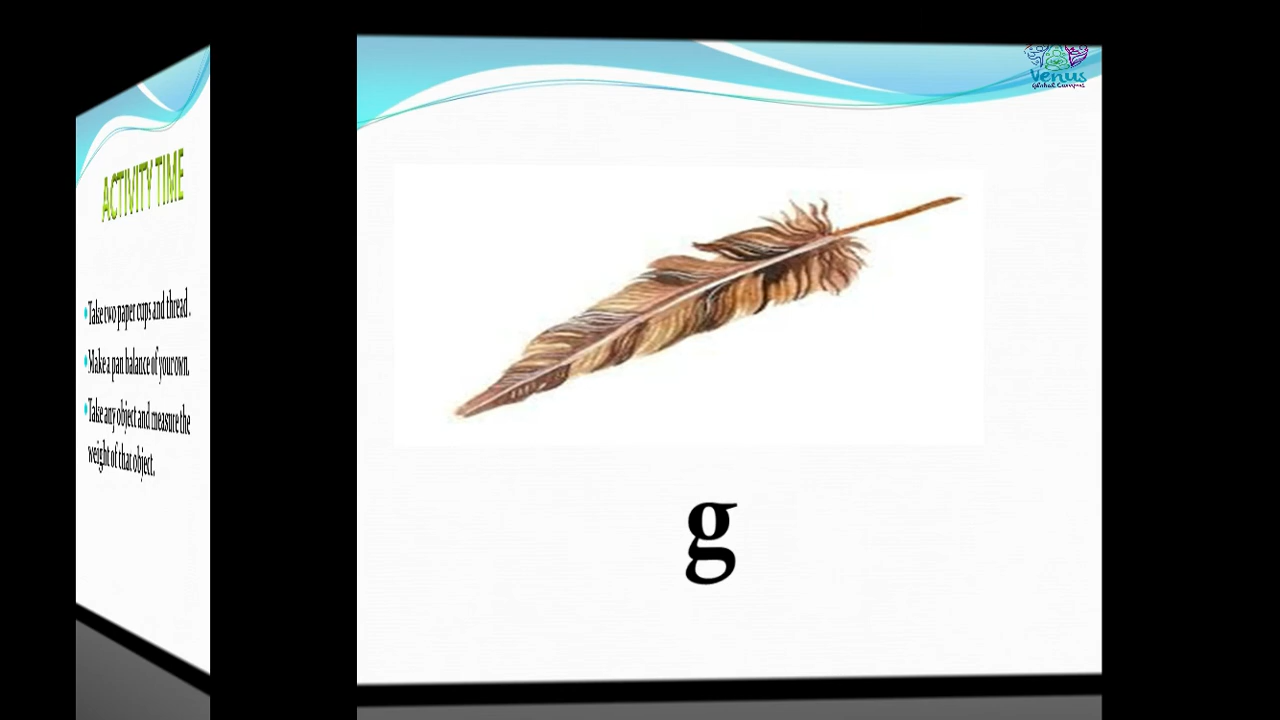 ACTIVITY TIME
•Take two paper cups and thread.
•Make a pan balance of your own.
•Take any object and measure the
weight of that object.
Venus
Global Campus
g